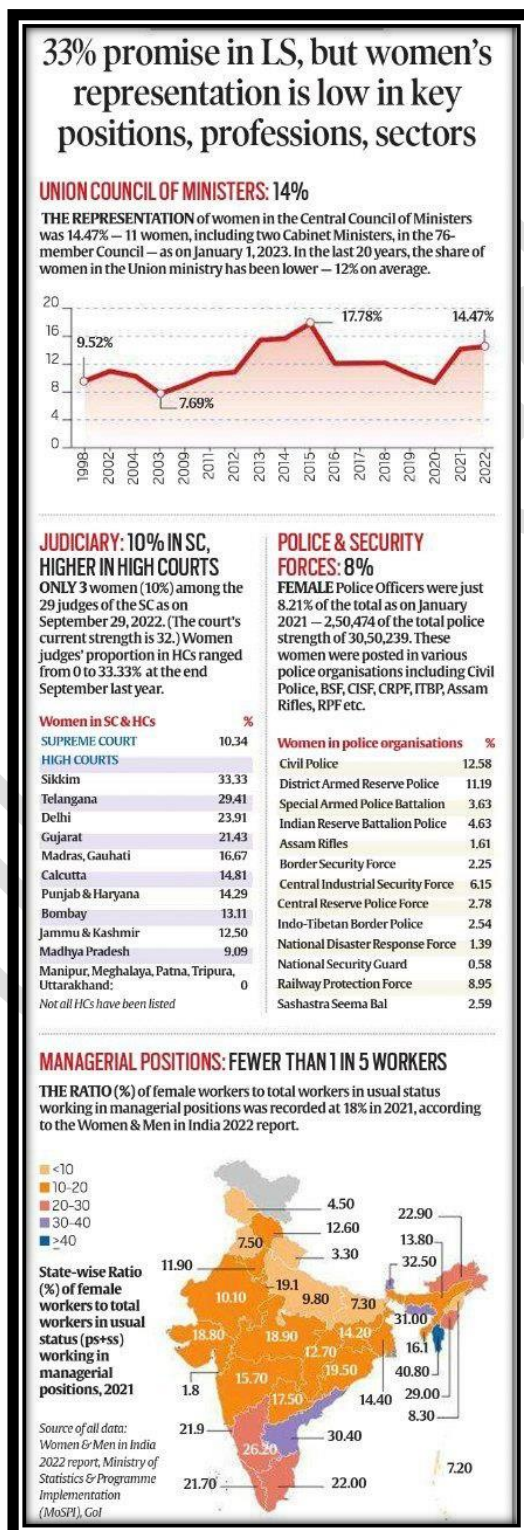 33% promise in LS, but women's
representation is low in key
positions, professions, sectors
UNION COUNCIL OF MINISTERS: 14%
THE REPRESENTATION of women in the Central Council of Ministers
was 14.47% — 11 women, including two Cabinet Ministers, in the 76-
member Council — as on January 1, 2023. In the last 20 years, the share of
women in the Union ministry has been lower — 12% on average.
20
16
12
8
4
0
9.52%
7.69%
17.78%
14.47%
1998
2002
2004
2003
2009
2011
2012
2013
2014
2015
2016
2017
2018
2019
2020
2021
2022
JUDICIARY: 10% IN SC,
HIGHER IN HIGH COURTS
ONLY 3 women (10%) among the
29 judges of the SC as on
September 29, 2022. (The court's
current strength is 32.) Women
judges' proportion in HCs ranged
from 0 to 33.33% at the end
September last year.
Women in SC & HCs %
SUPREME COURT 10.34
HIGH COURTS
Sikkim 33.33
Telangana 29.41
Delhi 23.91
Gujarat 21.43
Madras, Gauhati 16.67
Calcutta 14.81
Punjab & Haryana 14.29
Bombay 13.11
Jammu & Kashmir 12.50
Madhya Pradesh 9.09
Manipur, Meghalaya, Patna, Tripura,
Uttarakhand: 0
Not all HCs have been listed
POLICE & SECURITY
FORCES: 8%
FEMALE Police Officers were just
8.21% of the total as on January
2021 — 2,50,474 of the total police
strength of 30,50,239. These
women were posted in various
police organisations including Civil
Police, BSF, CISF, CRPF, ITBP, Assam
Rifles, RPF etc.
Women in police organisations %
Civil Police 12.58
District Armed Reserve Police 11.19
Special Armed Police Battalion 3.63
Indian Reserve Battalion Police 4.63
Assam Rifles 1.61
Border Security Force 2.25
Central Industrial Security Force 6.15
Central Reserve Police Force 2.78
Indo-Tibetan Border Police 2.54
National Disaster Response Force 1.39
National Security Guard 0.58
Railway Protection Force 8.95
Sashastra Seema Bal 2.59
MANAGERIAL POSITIONS: FEWER THAN 1 IN 5 WORKERS
THE RATIO (%) of female workers to total workers in usual status
working in managerial positions was recorded at 18% in 2021, according
to the Women & Men in India 2022 report.
<10
10-20
20-30
30-40
≥40
State-wise Ratio
(%) of female
workers to total
workers in usual
status (ps+ss)
working in
managerial
positions, 2021
Source of all data:
Women & Men in India
2022 report, Ministry of
Statistics & Programme
Implementation
(MoSPI), GoI
4.50
12.60
7.50
3.30
22.90
13.80
32.50
11.90
19.1
10.10
9.80
7.30
31.00
18.80
18.90
14.20
16.1
12.70
40.80
15.70
19.50
29.00
1.8
14.40
8.30
17.50
21.9
30.40
26.20
7.20
21.70
22.00